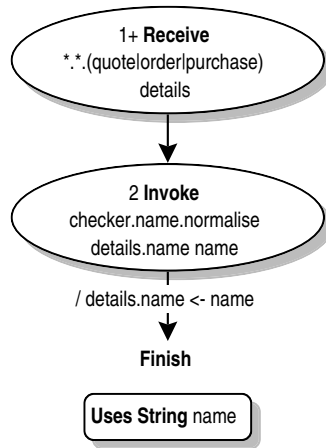 1+ Receive
*.*.(quote|order|purchase)
details
2 Invoke
checker.name.normalise
details.name name
/ details.name <- name
Finish
Uses String name